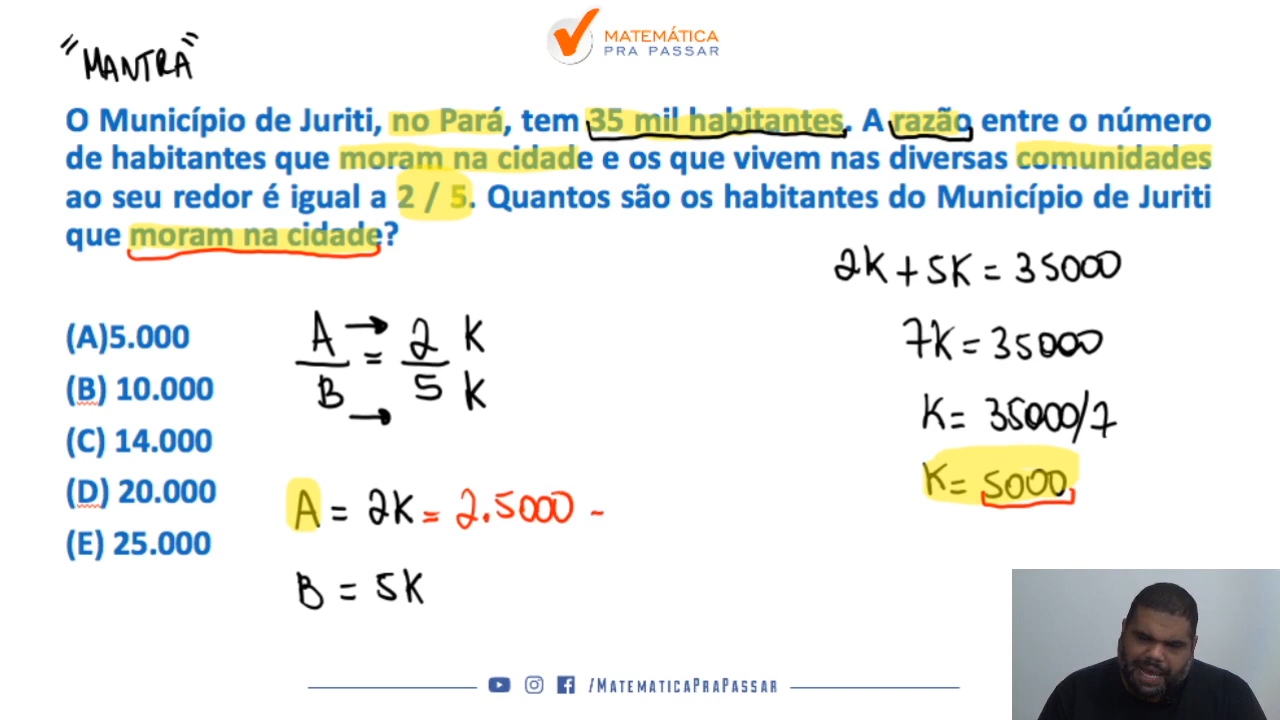 "MANTRA"
MATEMÁTICA
PRA PASSAR
O Município de Juriti, no Pará, tem 35 mil habitantes. A razão entre o número
de habitantes que moram na cidade e os que vivem nas diversas comunidades
ao seu redor é igual a 2 / 5. Quantos são os habitantes do Município de Juriti
que moram na cidade?
2K + 5K = 35000
7K = 35000
K = 35000/7
K = 5000
(A)5.000
(B) 10.000
(C) 14.000
(D) 20.000
(E) 25.000
A → = 2 K
B → 5 K
A = 2K = 2.5000 -
B = 5K
/MATEMATICAPRAPASSAR